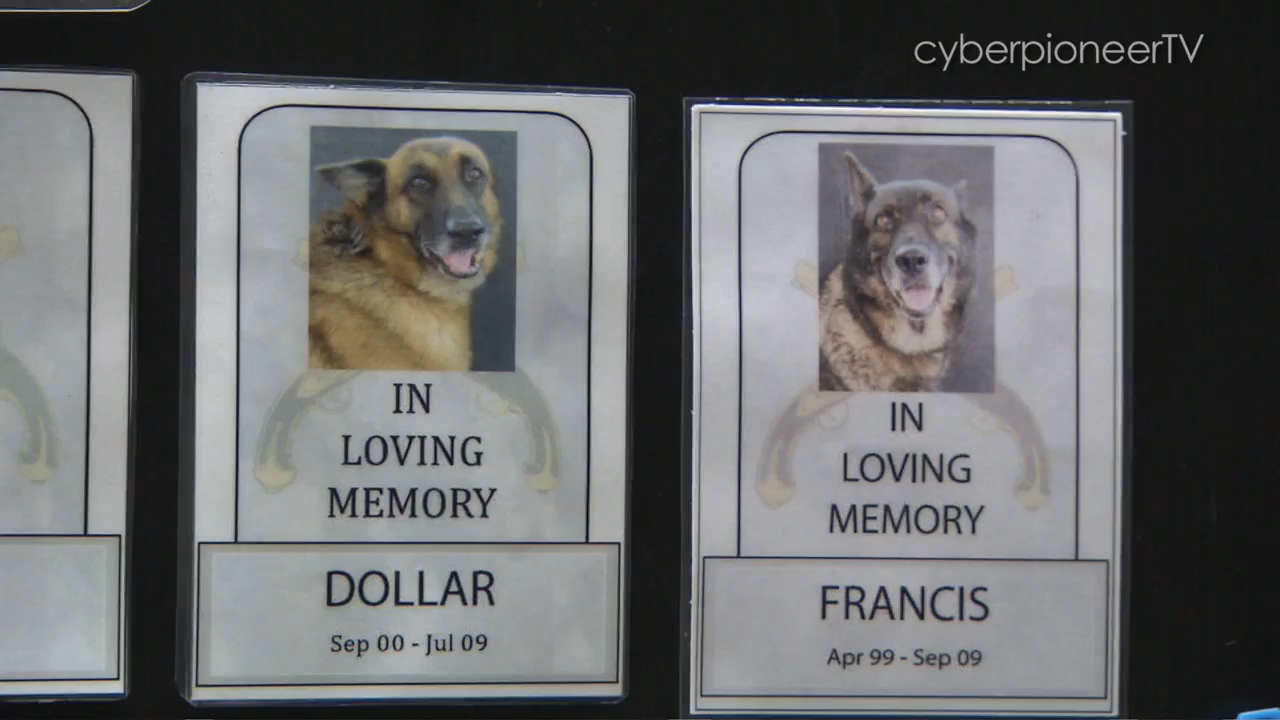 cyberpioneerTV
IN
LOVING
MEMORY
DOLLAR
Sep 00 - Jul 09
IN
LOVING
MEMORY
FRANCIS
Apr 99 - Sep 09